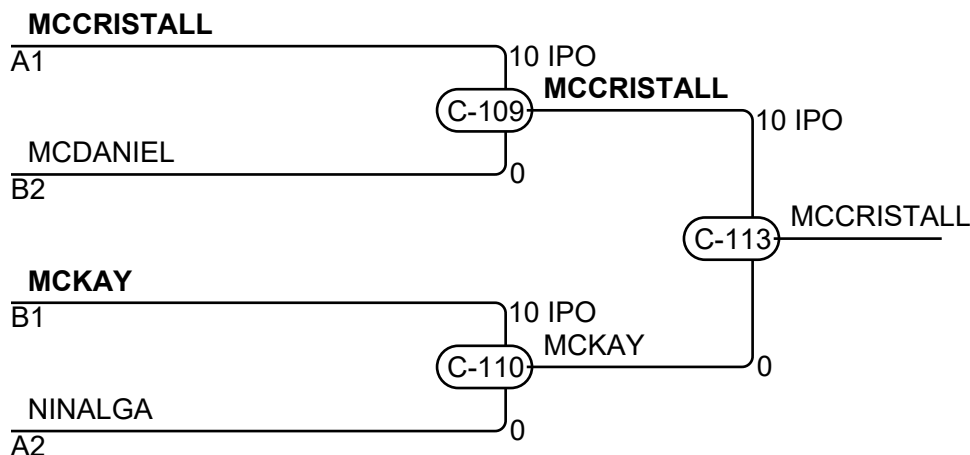 MCCRISTALL
A1
10 IPO
C-109
MCCRISTALL
10 IPO
MCDANIEL
B2
0
C-113
MCCRISTALL
MCKAY
B1
10 IPO
C-110
MCKAY
0
NINALGA
A2
0